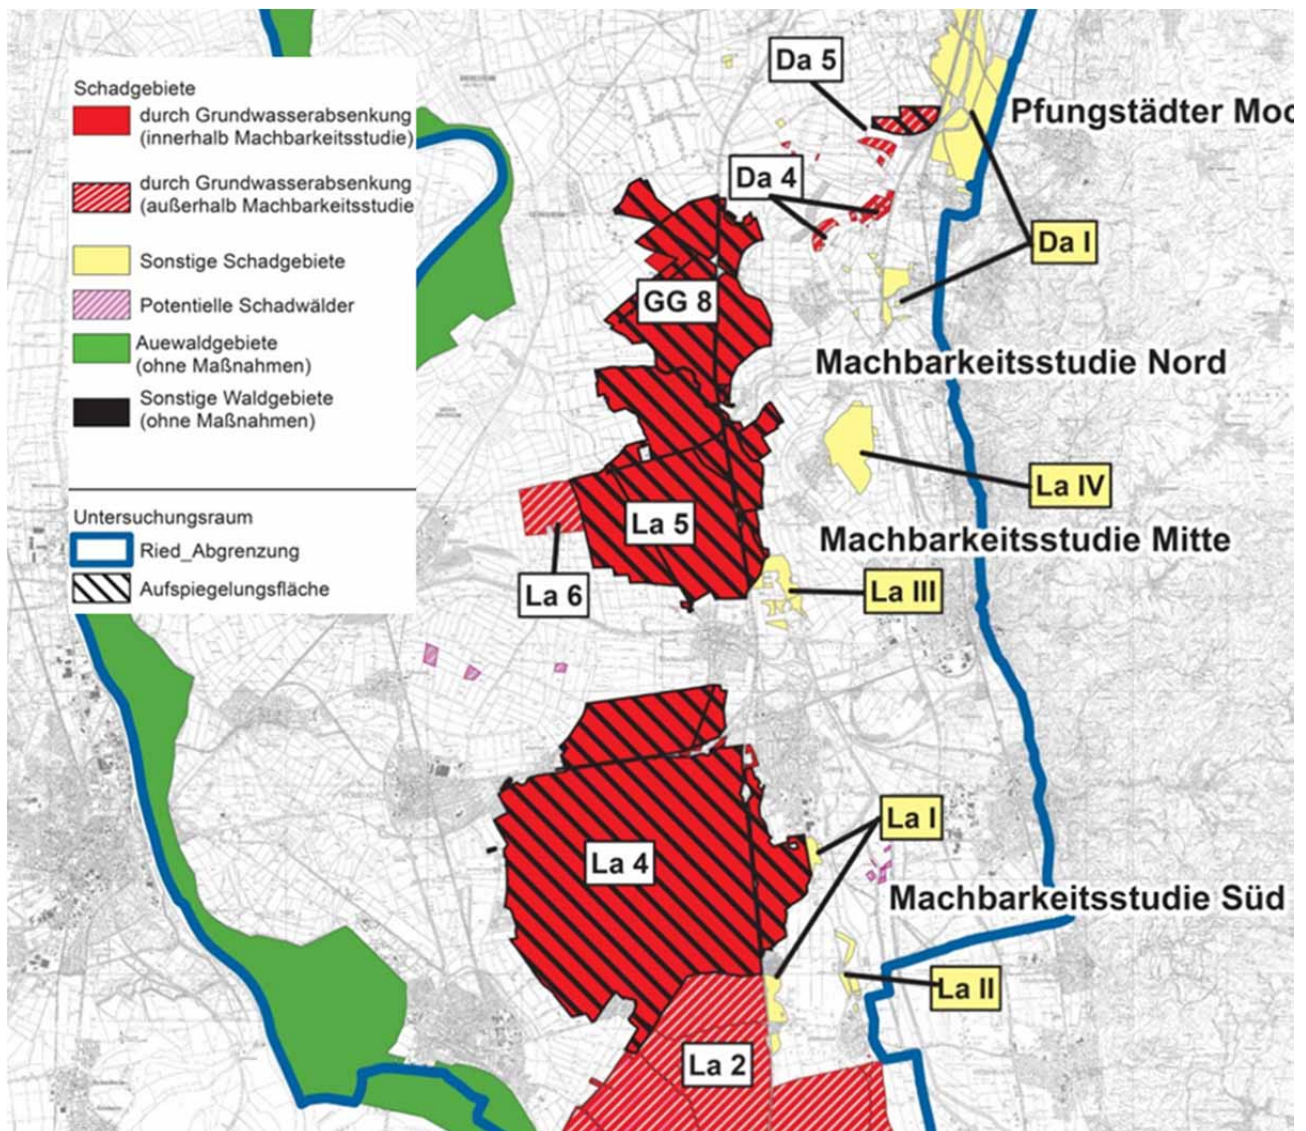 Schadgebiete
durch Grundwasserabsenkung
(innerhalb Machbarkeitsstudie)
durch Grundwasserabsenkung
(außerhalb Machbarkeitsstudie
Sonstige Schadgebiete
Potentielle Schadwälder
Auewaldgebiete
(ohne Maßnahmen)
Sonstige Waldgebiete
(ohne Maßnahmen)
Untersuchungsraum
Ried_Abgrenzung
Aufspiegelungsfläche
Da 5
Pfungstädter Moo
Da 4
Da I
GG 8
Machbarkeitsstudie Nord
La IV
La 5
Machbarkeitsstudie Mitte
La 6
La III
La I
La 4
Machbarkeitsstudie Süd
La II
La 2